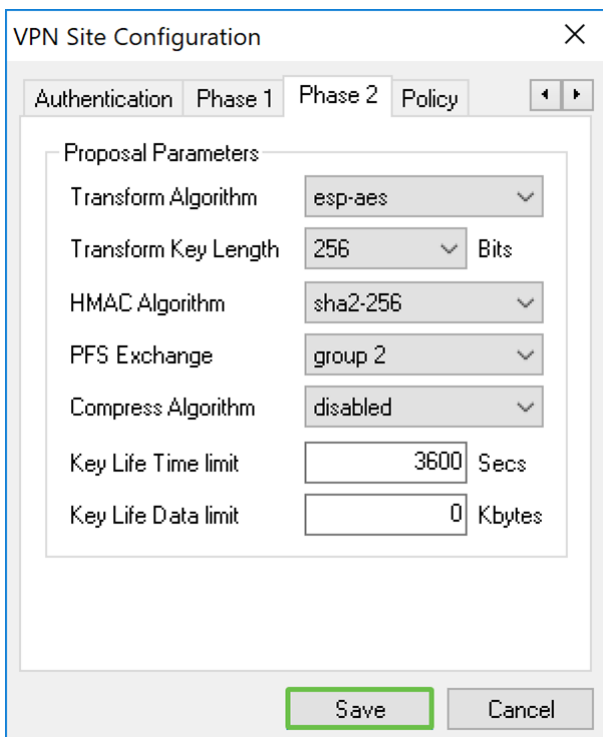 VPN Site Configuration
Authentication Phase 1 Phase 2 Policy
Proposal Parameters
Transform Algorithm esp-aes
Transform Key Length 256 Bits
HMAC Algorithm sha2-256
PFS Exchange group 2
Compress Algorithm disabled
Key Life Time limit 3600 Secs
Key Life Data limit 0 Kbytes
Save Cancel